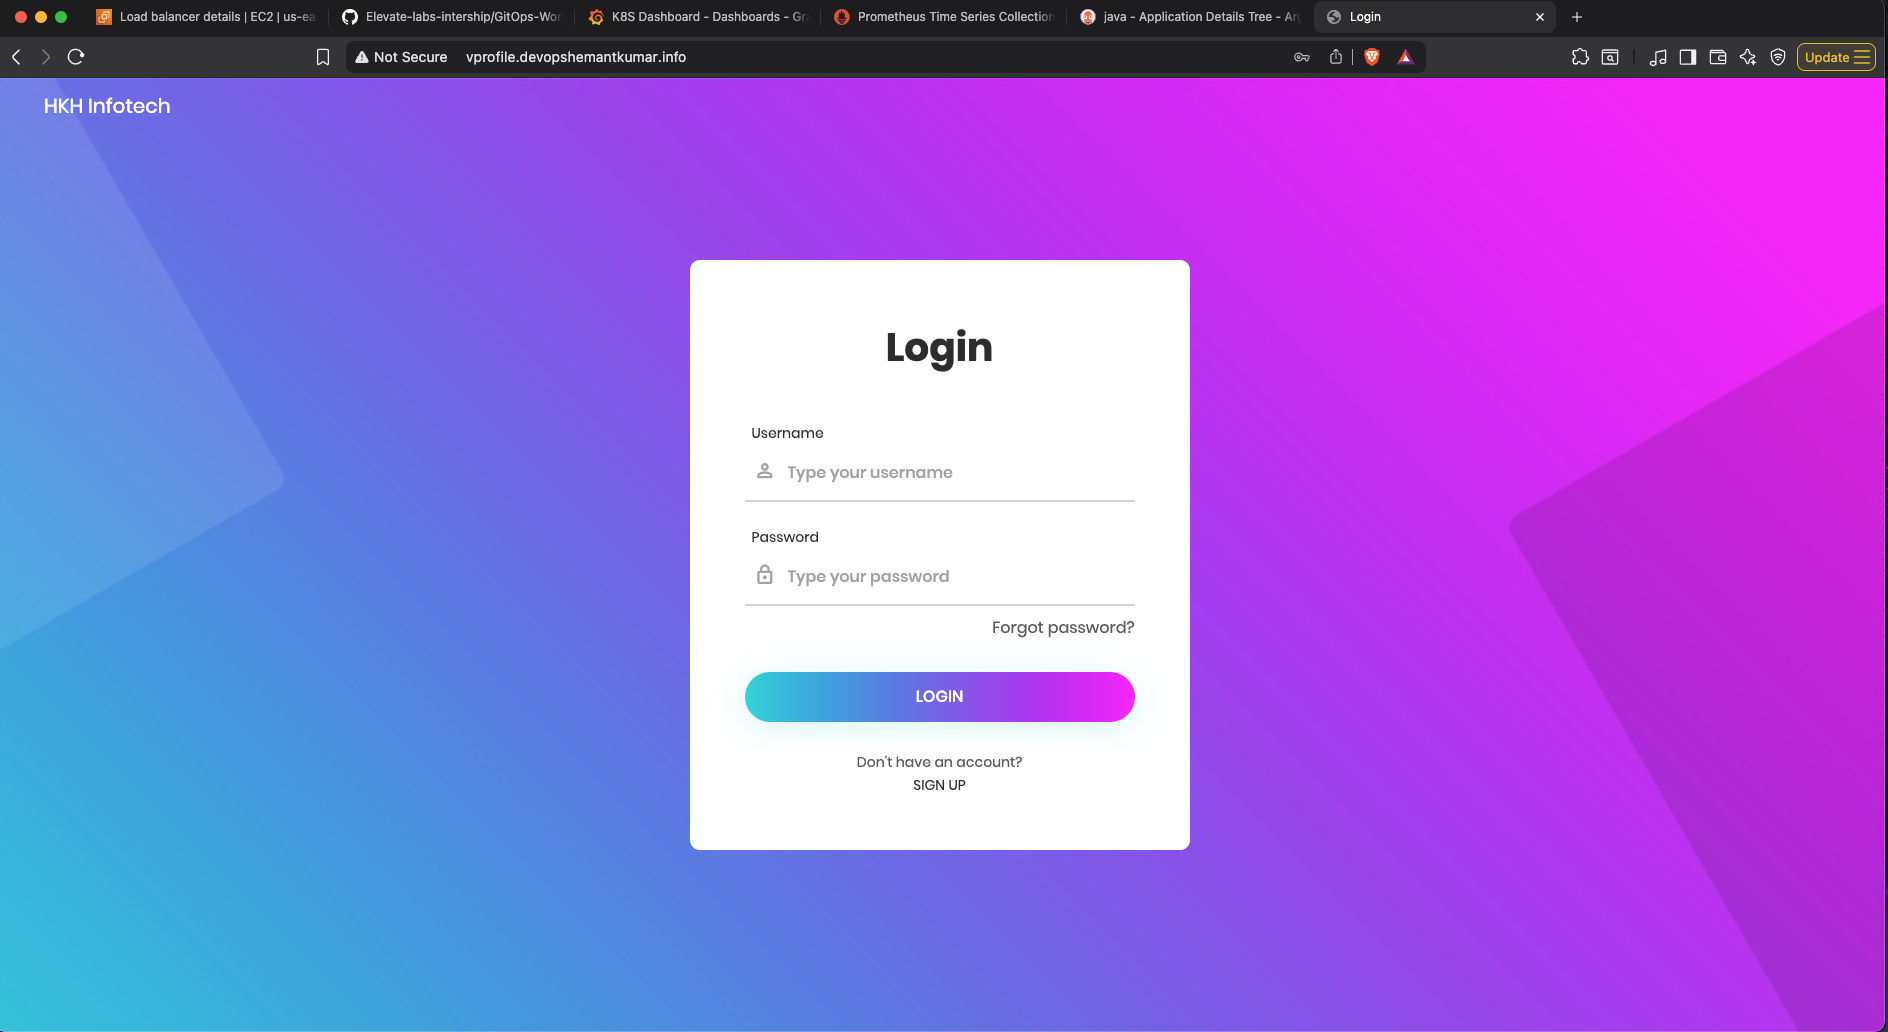 Load balancer details | EC2 | us-ea
Elevate-labs-intership/GitOps-Wor
K8S Dashboard - Dashboards - Gra
Prometheus Time Series Collection
java - Application Details Tree - Arg
Login
Not Secure
vprofile.devopshemantkumar.info
Update
HKH Infotech
Login
Username
Type your username
Password
Type your password
Forgot password?
LOGIN
Don't have an account?
SIGN UP